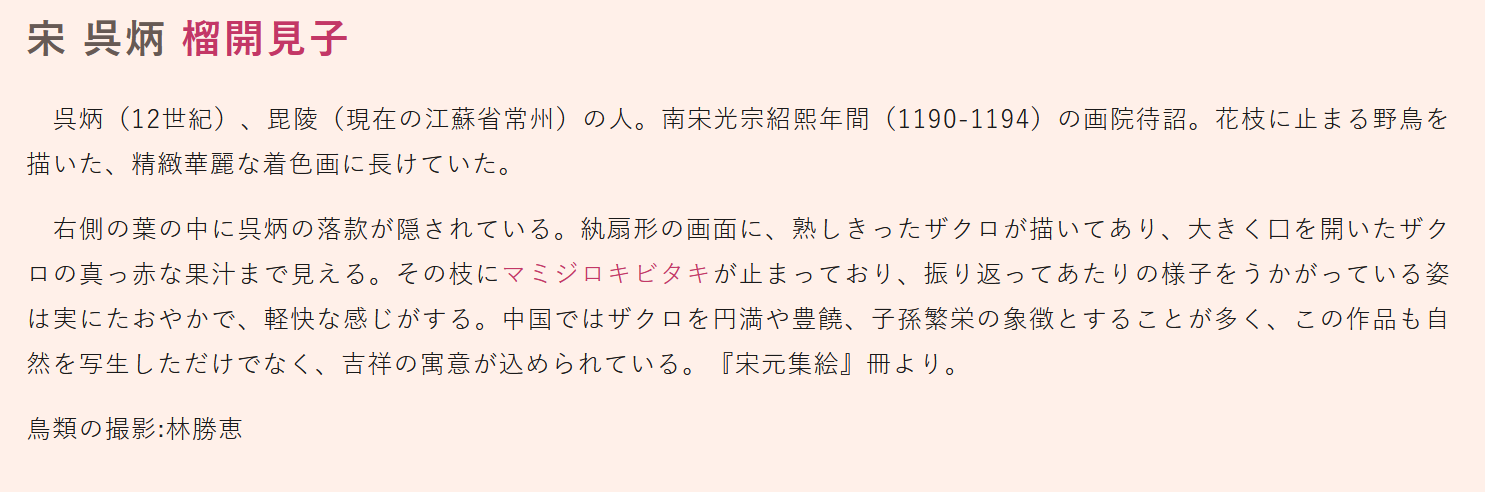 宋 呉炳 榴開見子
呉炳（12世紀）、毘陵（現在の江蘇省常州）の人。南宋光宗紹熙年間（1190-1194）の画院待詔。花枝に止まる野鳥を
描いた、精緻華麗な着色画に長けていた。
右側の葉の中に呉炳の落款が隠されている。紈扇形の画面に、熟しきったザクロが描いてあり、大きく口を開いたザク
ロの真っ赤な果汁まで見える。その枝にマミジロキビタキが止まっており、振り返ってあたりの様子をうかがっている姿
は実にたおやかで、軽快な感じがする。中国ではザクロを円満や豊饒、子孫繁栄の象徴とすることが多く、この作品も自
然を写生しただけでなく、吉祥の寓意が込められている。『宋元集絵』冊より。
鳥類の撮影:林勝恵